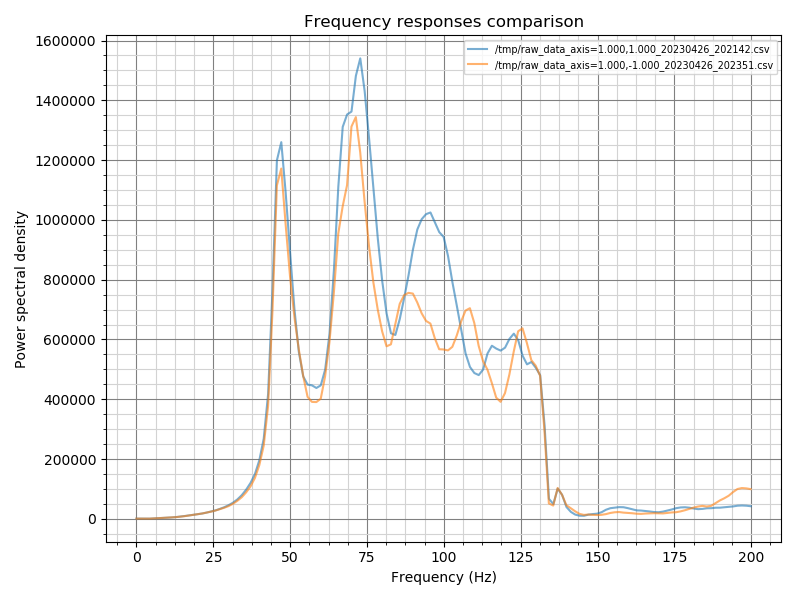 Frequency responses comparison
/tmp/raw_data_axis=1.000,1.000_20230426_202142.csv
/tmp/raw_data_axis=1.000,-1.000_20230426_202351.csv
Power spectral density
1600000
1400000
1200000
1000000
800000
600000
400000
200000
0
0 25 50 75 100 125 150 175 200
Frequency (Hz)